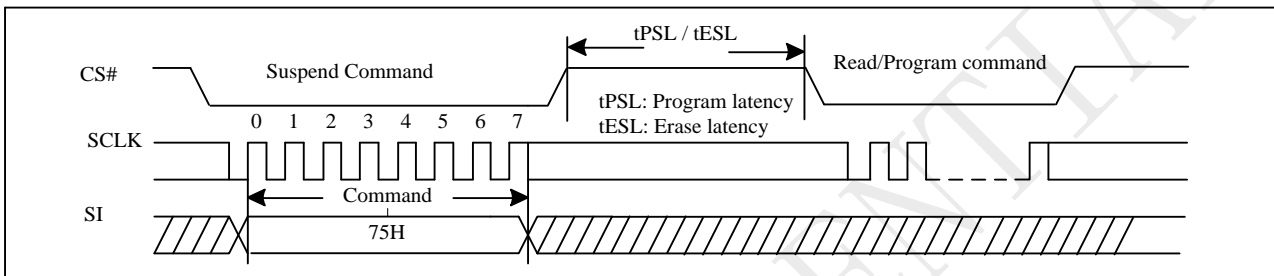 tPSL / tESL
CS#
Suspend Command
Read/Program command
tPSL: Program latency
tESL: Erase latency
0 1 2 3 4 5 6 7
SCLK
Command
SI
75H
ENTIA